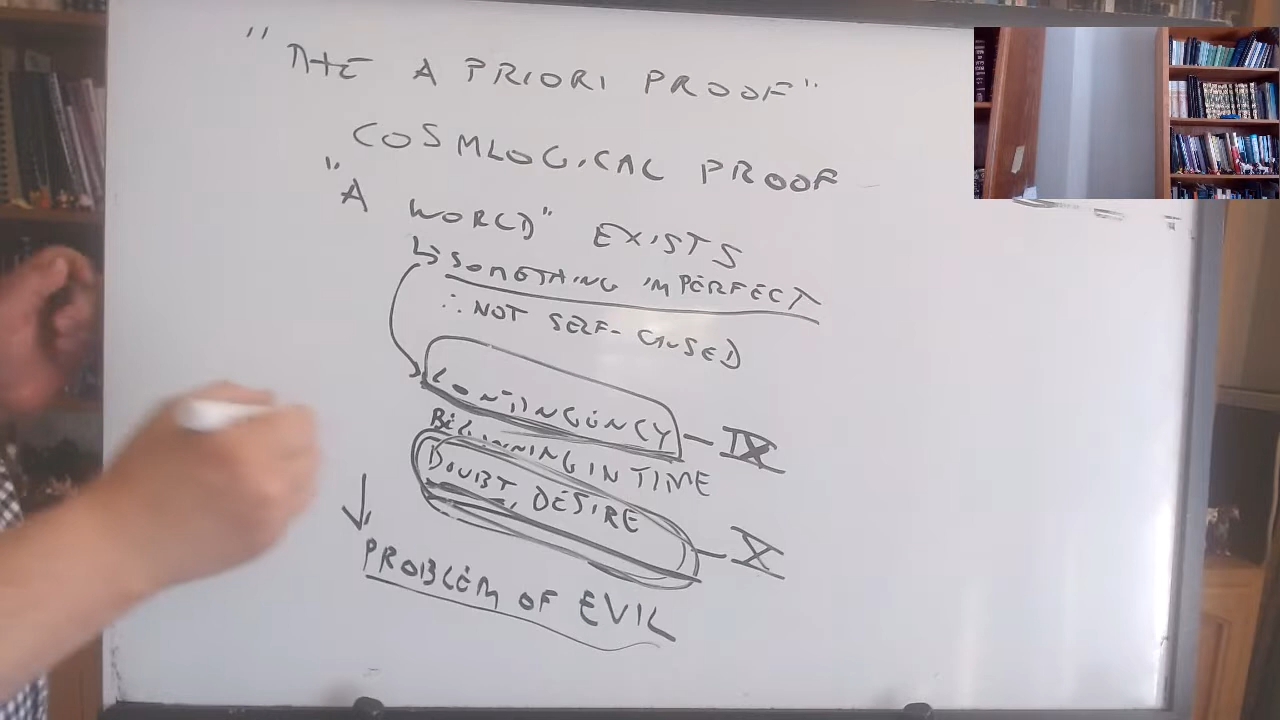 "THE A PRIORI PROOF"
COSMLOGICAL PROOF
"A WORLD" EXISTS
↳ SOMETHING IMPERFECT
∴ NOT SELF-CAUSED
CONTINGENCY - IX
BEGINNING IN TIME
DOUBT, DESIRE - X
↓
PROBLEM OF EVIL